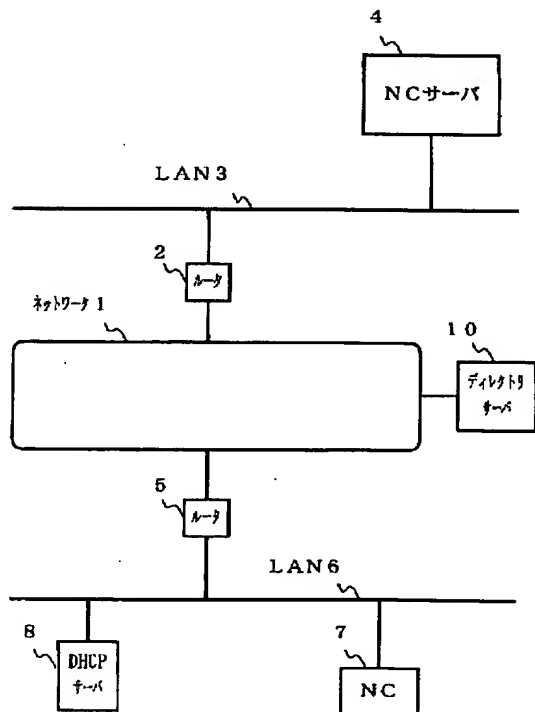 4
NCサーバ
LAN3
2
ルータ
ネットワーク1
10
ディレクトリ
サーバ
5
ルータ
LAN6
8
DHCP
サーバ
7
NC